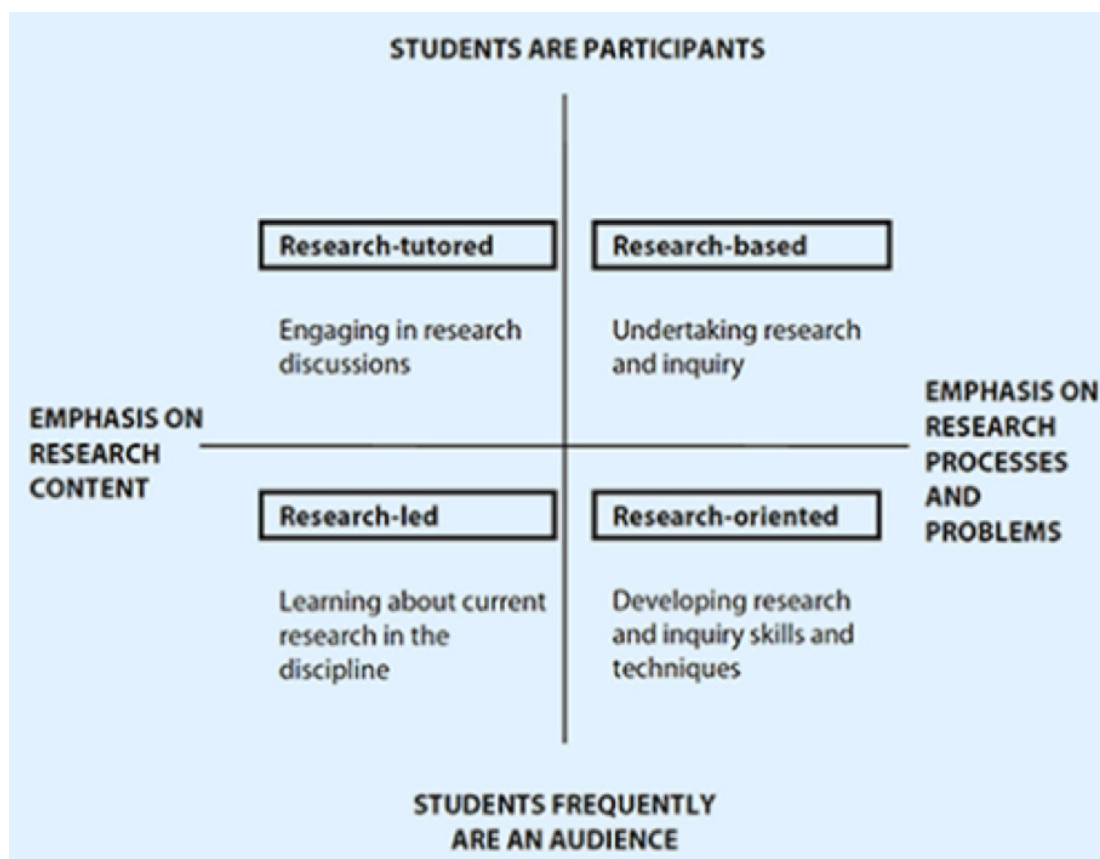 STUDENTS ARE PARTICIPANTS
Research-tutored
Engaging in research
discussions
Research-based
Undertaking research
and inquiry
EMPHASIS ON
RESEARCH
CONTENT
EMPHASIS ON
RESEARCH
PROCESSES
AND
PROBLEMS
Research-led
Learning about current
research in the
discipline
Research-oriented
Developing research
and inquiry skills and
techniques
STUDENTS FREQUENTLY
ARE AN AUDIENCE